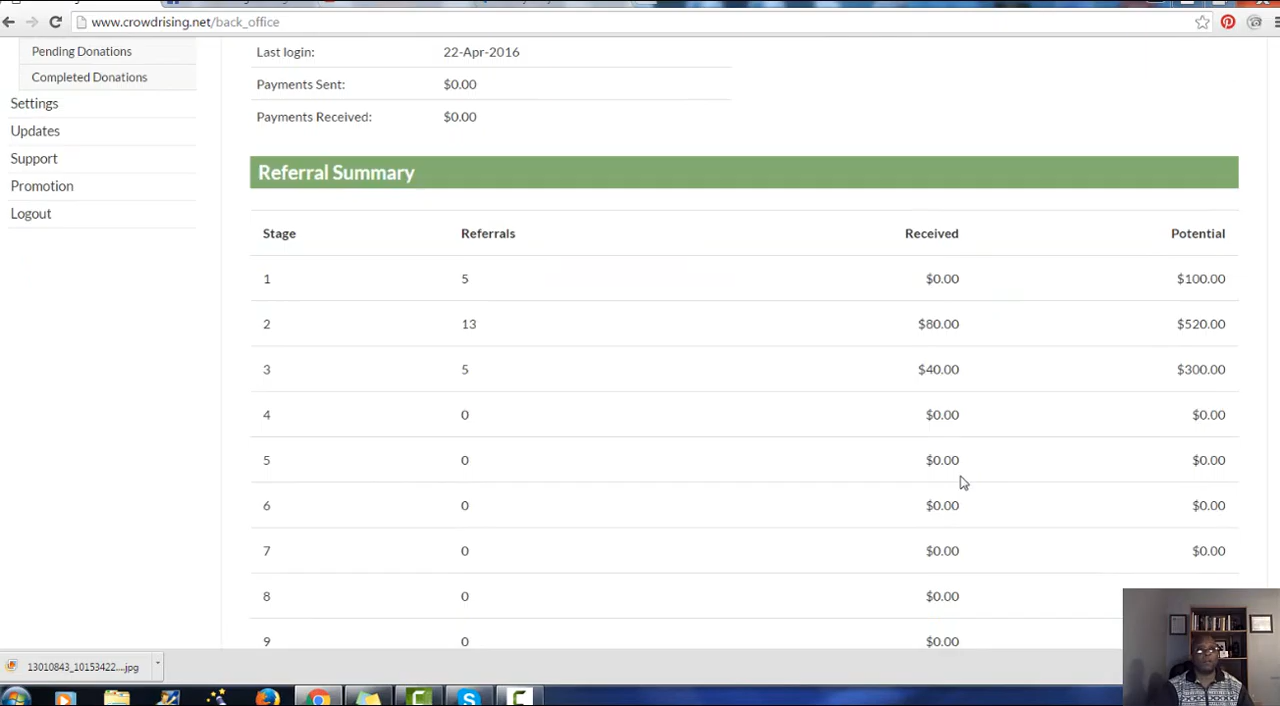 www.crowdrising.net/back_office
Pending Donations
Completed Donations
Settings
Updates
Support
Promotion
Logout
Last login: 22-Apr-2016
Payments Sent: $0.00
Payments Received: $0.00
Referral Summary
Stage Referrals Received Potential
1 5 $0.00 $100.00
2 13 $80.00 $520.00
3 5 $40.00 $300.00
4 0 $0.00 $0.00
5 0 $0.00 $0.00
6 0 $0.00 $0.00
7 0 $0.00 $0.00
8 0 $0.00
9 0 $0.00
13010843_10153422....jpg